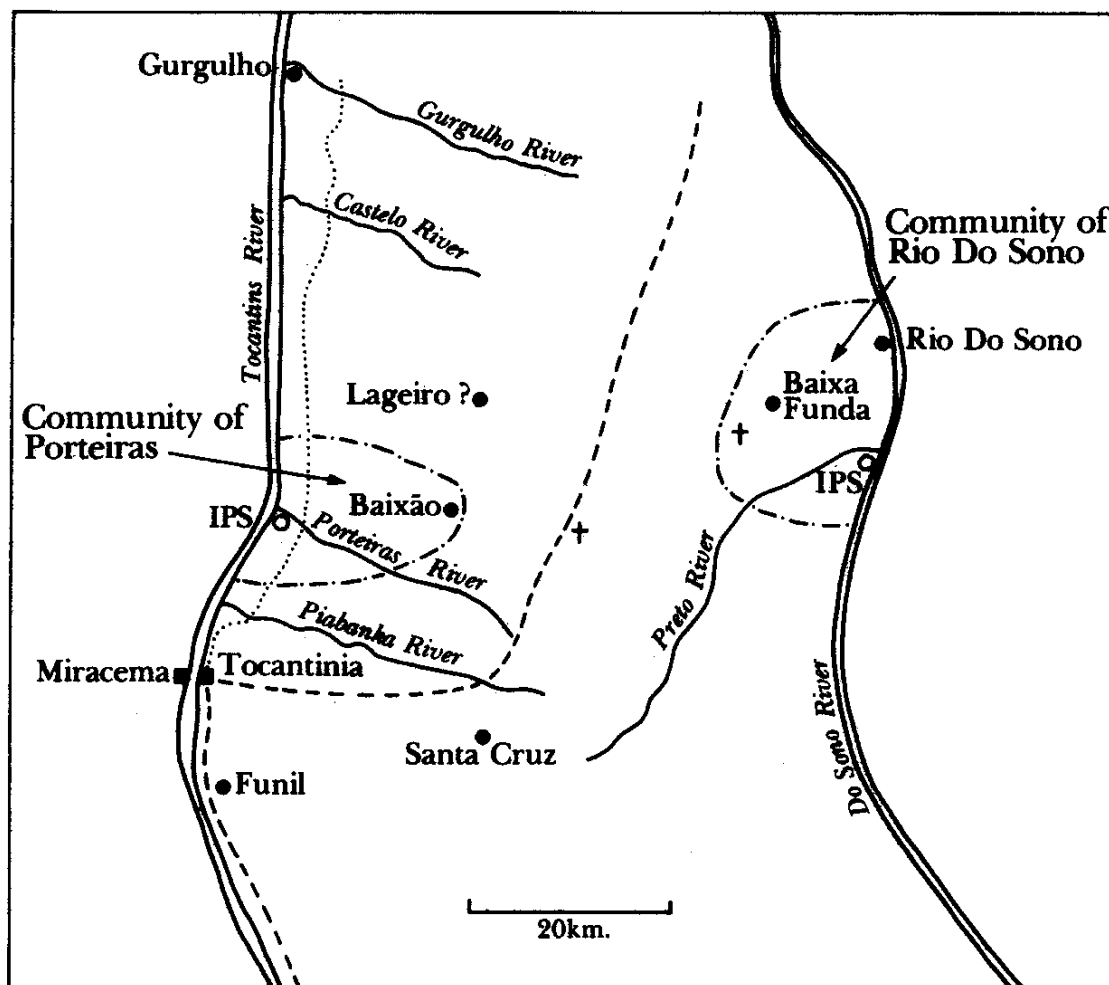 Gurgulho
Gurgulho River
Castelo River
Tocantins River
Community of
Rio Do Sono
Rio Do Sono
Lageiro ?
Baixa
Funda
Community of
Porteiras
Baixão
IPS
IPS
Porteiras River
Preto River
Piabanha River
Miracema
Tocantinia
Santa Cruz
Do Sono River
Funil
20km.